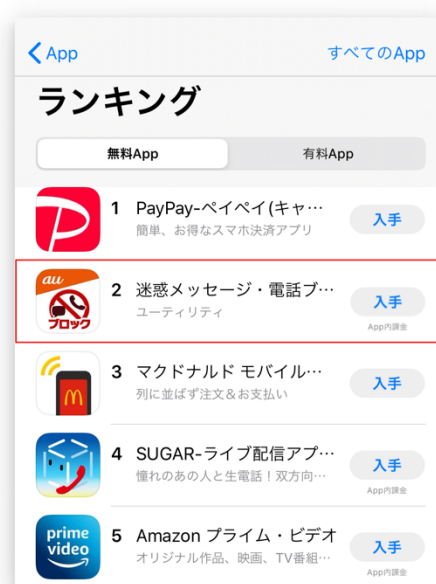 App
すべてのApp
ランキング
無料App
有料App
1 PayPay-ペイペイ(キャ…
簡単、お得なスマホ決済アプリ
入手
au
ブロック
2 迷惑メッセージ・電話ブ…
ユーティリティ
入手
App内課金
3 マクドナルド モバイル…
列に並ばず注文&お支払い
入手
4 SUGAR-ライブ配信アプ…
憧れのあの人と生電話！双方向…
入手
App内課金
prime
video
5 Amazon プライム・ビデオ
オリジナル作品、映画、TV番組…
入手
App内課金